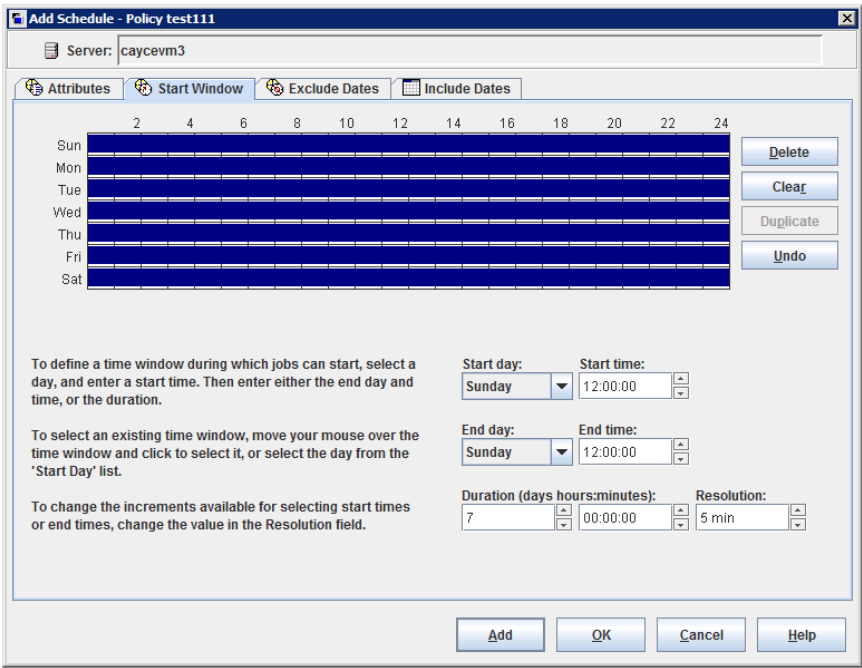 Add Schedule - Policy test111
Server: caycevm3
Attributes Start Window Exclude Dates Include Dates
2 4 6 8 10 12 14 16 18 20 22 24
Sun
Mon
Tue
Wed
Thu
Fri
Sat
Delete
Clear
Duplicate
Undo
To define a time window during which jobs can start, select a
day, and enter a start time. Then enter either the end day and
time, or the duration.
To select an existing time window, move your mouse over the
time window and click to select it, or select the day from the
'Start Day' list.
To change the increments available for selecting start times
or end times, change the value in the Resolution field.
Start day: Start time:
Sunday 12:00:00
End day: End time:
Sunday 12:00:00
Duration (days hours:minutes): Resolution:
7 00:00:00 5 min
Add OK Cancel Help